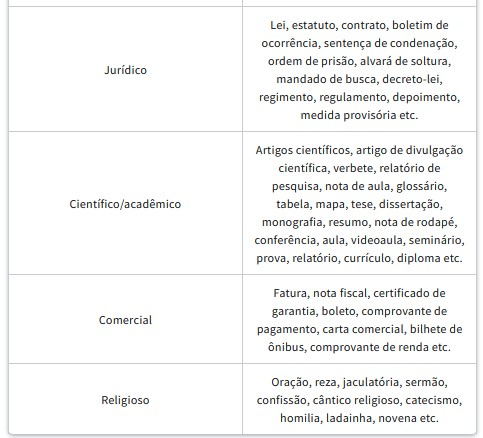 Jurídico
Lei, estatuto, contrato, boletim de
ocorrência, sentença de condenação,
ordem de prisão, alvará de soltura,
mandado de busca, decreto-lei,
regimento, regulamento, depoimento,
medida provisória etc.
Científico/acadêmico
Artigos científicos, artigo de divulgação
científica, verbete, relatório de
pesquisa, nota de aula, glossário,
tabela, mapa, tese, dissertação,
monografia, resumo, nota de rodapé,
conferência, aula, videoaula, seminário,
prova, relatório, currículo, diploma etc.
Comercial
Fatura, nota fiscal, certificado de
garantia, boleto, comprovante de
pagamento, carta comercial, bilhete de
ônibus, comprovante de renda etc.
Religioso
Oração, reza, jaculatória, sermão,
confissão, cântico religioso, catecismo,
homilia, ladainha, novena etc.